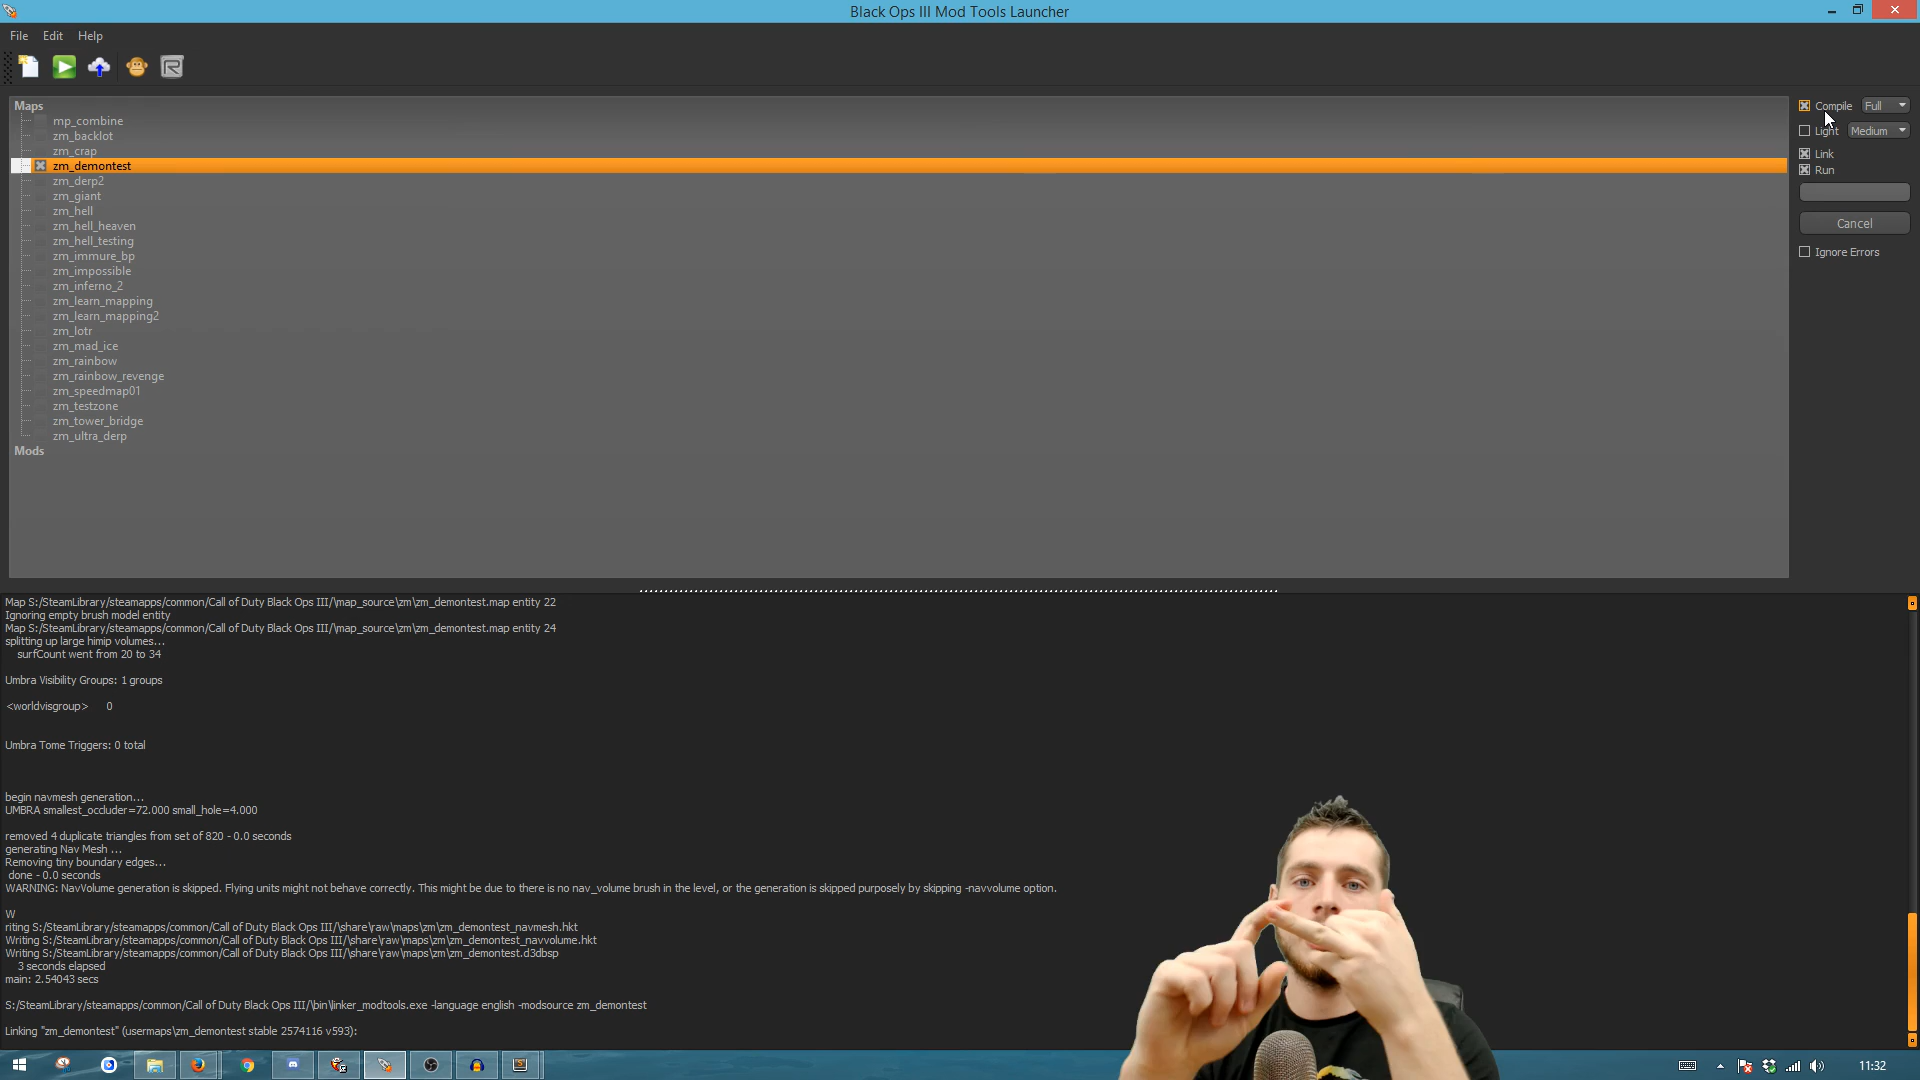 Black Ops III Mod Tools Launcher
File Edit Help
Maps
mp_combine
zm_backlot
zm_crap
zm_demontest
zm_derp2
zm_giant
zm_hell
zm_hell_heaven
zm_hell_testing
zm_immure_bp
zm_impossible
zm_inferno_2
zm_learn_mapping
zm_learn_mapping2
zm_lotr
zm_mad_ice
zm_rainbow
zm_rainbow_revenge
zm_speedmap01
zm_testzone
zm_tower_bridge
zm_ultra_derp
Mods
Compile Full
Light Medium
Link
Run
Cancel
Ignore Errors
Map S:/SteamLibrary/steamapps/common/Call of Duty Black Ops III/\map_source\zm\zm_demontest.map entity 22
Ignoring empty brush model entity
Map S:/SteamLibrary/steamapps/common/Call of Duty Black Ops III/\map_source\zm\zm_demontest.map entity 24
splitting up large himip volumes...
surfCount went from 20 to 34
Umbra Visibility Groups: 1 groups
<worldvisgroup> 0
Umbra Tome Triggers: 0 total
begin navmesh generation...
UMBRA smallest_occluder=72.000 small_hole=4.000
removed 4 duplicate triangles from set of 820 - 0.0 seconds
generating Nav Mesh ...
Removing tiny boundary edges...
done - 0.0 seconds
WARNING: NavVolume generation is skipped. Flying units might not behave correctly. This might be due to there is no nav_volume brush in the level, or the generation is skipped purposely by skipping -navvolume option.
W
riting S:/SteamLibrary/steamapps/common/Call of Duty Black Ops III/\share\raw\maps\zm\zm_demontest_navmesh.hkt
Writing S:/SteamLibrary/steamapps/common/Call of Duty Black Ops III/\share\raw\maps\zm\zm_demontest_navvolume.hkt
Writing S:/SteamLibrary/steamapps/common/Call of Duty Black Ops III/\share\raw\maps\zm\zm_demontest.d3dbsp
3 seconds elapsed
main: 2.54043 secs
S:/SteamLibrary/steamapps/common/Call of Duty Black Ops III/\bin\linker_modtools.exe -language english -modsource zm_demontest
Linking "zm_demontest" (usermaps\zm_demontest stable 2574116 v593):
11:32